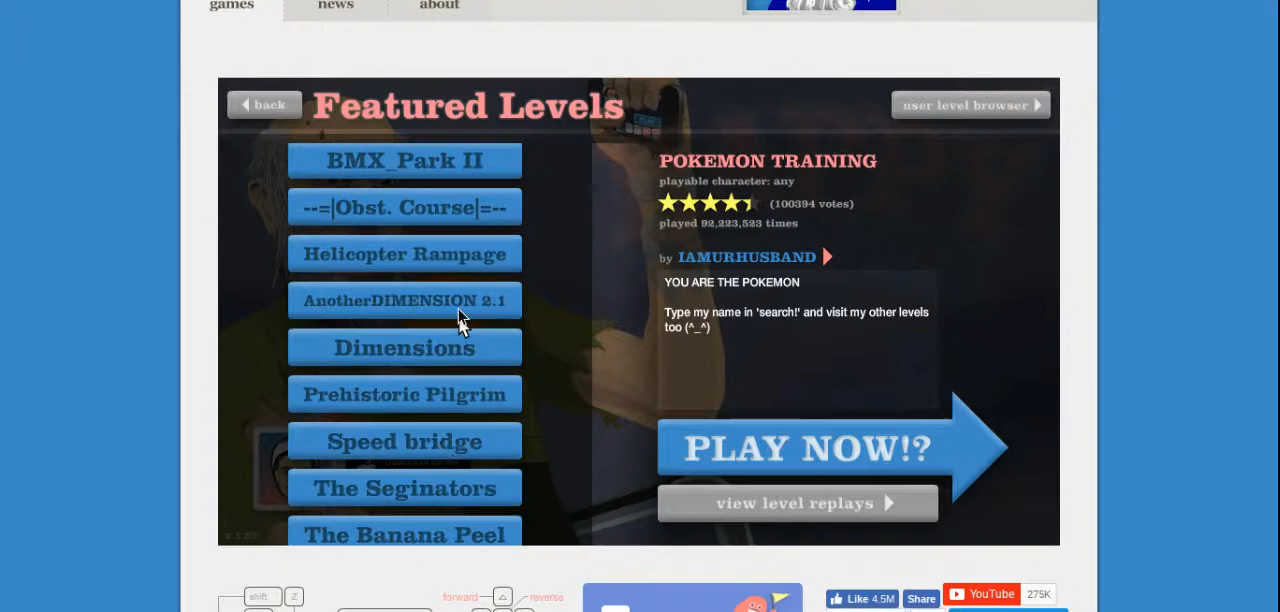 games
news
about
back
Featured Levels
user level browser
BMX_Park II
--=|Obst. Course|=--
Helicopter Rampage
AnotherDIMENSION 2.1
Dimensions
Prehistoric Pilgrim
Speed bridge
The Seginators
The Banana Peel
POKEMON TRAINING
playable character: any
(100394 votes)
played 92,223,523 times
by IAMURHUSBAND
YOU ARE THE POKEMON
Type my name in 'search!' and visit my other levels
too (^_^)
PLAY NOW!?
view level replays
shift
Z
forward
reverse
Like 4.5M
Share
YouTube
275K